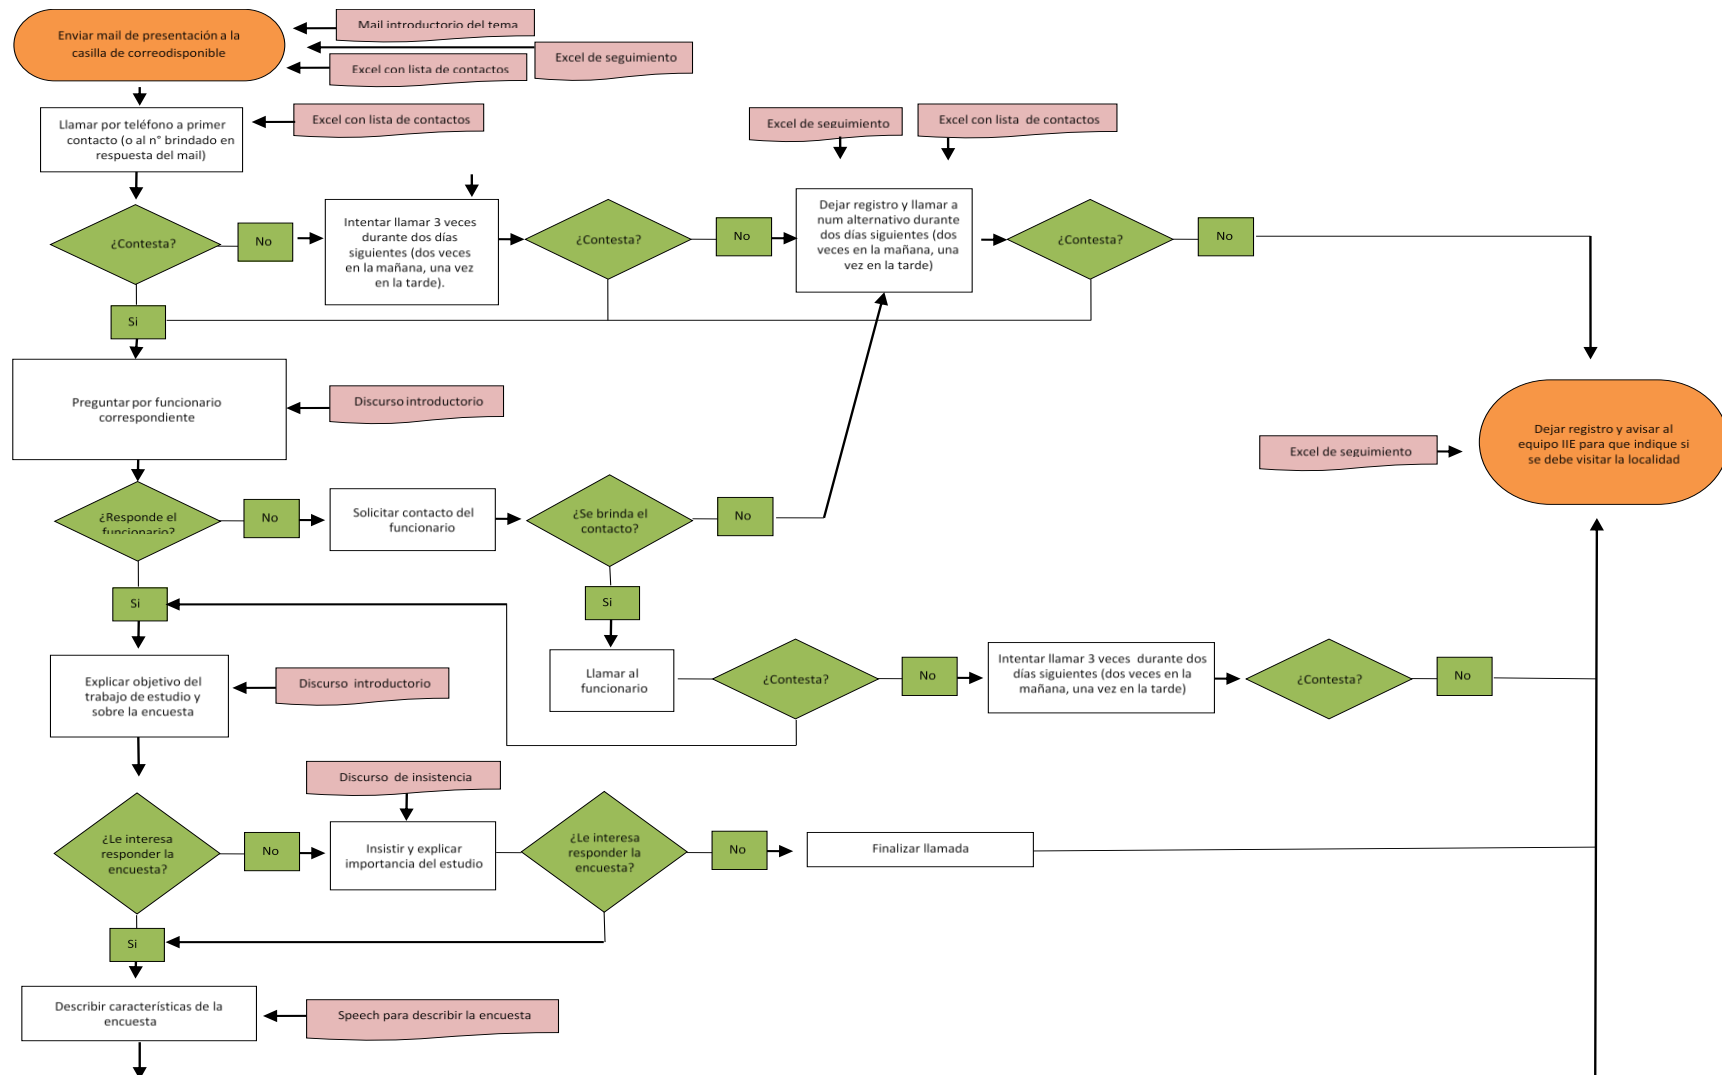 Enviar mail de presentación a la
casilla de correodisponible
Mail introductorio del tema
Excel de seguimiento
Excel con lista de contactos
Llamar por teléfono a primer
contacto (o al n° brindado en
respuesta del mail)
Excel con lista de contactos
Excel de seguimiento
Excel con lista de contactos
¿Contesta?
No
Intentar llamar 3 veces
durante dos días
siguientes (dos veces
en la mañana, una vez
en la tarde).
¿Contesta?
No
Dejar registro y llamar a
num alternativo durante
dos días siguientes (dos
veces en la mañana, una
vez en la tarde)
¿Contesta?
No
Si
Preguntar por funcionario
correspondiente
Discurso introductorio
Excel de seguimiento
Dejar registro y avisar al
equipo IIE para que indique si
se debe visitar la localidad
¿Responde el
funcionario?
No
Solicitar contacto del
funcionario
¿Se brinda el
contacto?
No
Si
Si
Explicar objetivo del
trabajo de estudio y
sobre la encuesta
Discurso introductorio
Llamar al
funcionario
¿Contesta?
No
Intentar llamar 3 veces durante dos
días siguientes (dos veces en la
mañana, una vez en la tarde)
¿Contesta?
No
Discurso de insistencia
¿Le interesa
responder la
encuesta?
No
Insistir y explicar
importancia del estudio
¿Le interesa
responder la
encuesta?
No
Finalizar llamada
Si
Describir características de la
encuesta
Speech para describir la encuesta